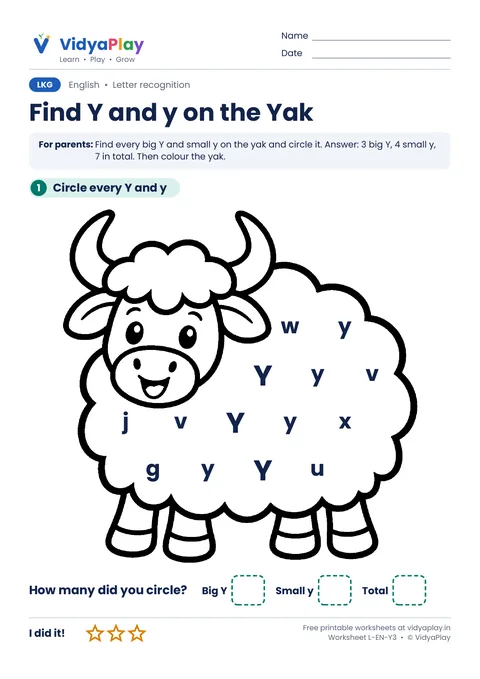 VidyaPlay
Learn • Play • Grow
Name
Date
LKG English • Letter recognition
Find Y and y on the Yak
For parents: Find every big Y and small y on the yak and circle it. Answer: 3 big Y, 4 small y,
7 in total. Then colour the yak.
1 Circle every Y and y
w y
Y y v
j v Y y x
g y Y u
How many did you circle? Big Y Small y Total
I did it!
Free printable worksheets at vidyaplay.in
Worksheet L-EN-Y3 • © VidyaPlay